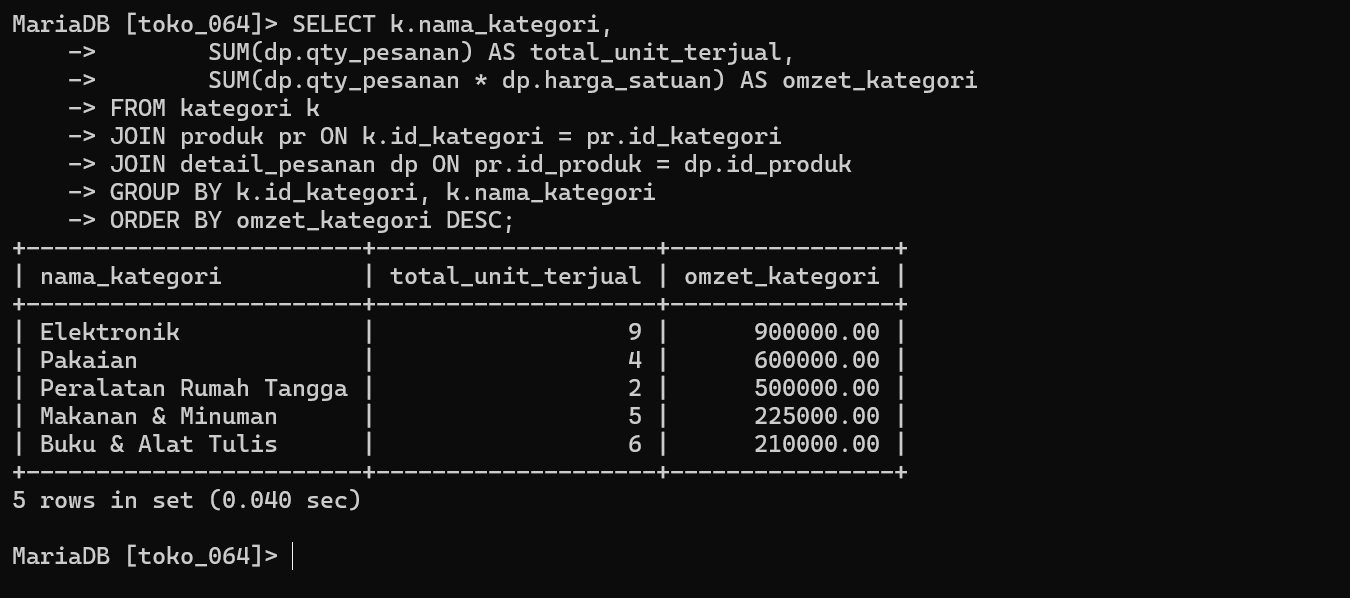 MariaDB [toko_064]> SELECT k.nama_kategori,
    ->        SUM(dp.qty_pesanan) AS total_unit_terjual,
    ->        SUM(dp.qty_pesanan * dp.harga_satuan) AS omzet_kategori
    -> FROM kategori k
    -> JOIN produk pr ON k.id_kategori = pr.id_kategori
    -> JOIN detail_pesanan dp ON pr.id_produk = dp.id_produk
    -> GROUP BY k.id_kategori, k.nama_kategori
    -> ORDER BY omzet_kategori DESC;
+------------------------+--------------------+----------------+
| nama_kategori          | total_unit_terjual | omzet_kategori |
+------------------------+--------------------+----------------+
| Elektronik             |                  9 |      900000.00 |
| Pakaian                |                  4 |      600000.00 |
| Peralatan Rumah Tangga |                  2 |      500000.00 |
| Makanan & Minuman      |                  5 |      225000.00 |
| Buku & Alat Tulis      |                  6 |      210000.00 |
+------------------------+--------------------+----------------+
5 rows in set (0.040 sec)
MariaDB [toko_064]>